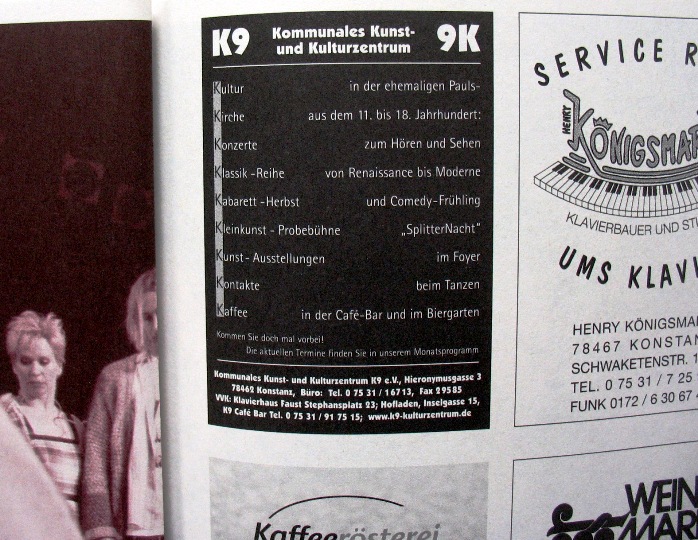 K9 Kommunales Kunst- 9K
und Kulturzentrum
Kultur in der ehemaligen Pauls-
Kirche aus dem 11. bis 18. Jahrhundert:
Konzerte zum Hören und Sehen
Klassik -Reihe von Renaissance bis Moderne
Kabarett -Herbst und Comedy-Frühling
Kleinkunst - Probebühne „SplitterNacht"
Kunst- Ausstellungen im Foyer
Kontakte beim Tanzen
Kaffee in der Café-Bar und im Biergarten
Kommen Sie doch mal vorbei!
Die aktuellen Termine finden Sie in unserem Monatsprogramm
Kommunales Kunst- und Kulturzentrum K9 e.V., Hieronymusgasse 3
78462 Konstanz, Büro: Tel. 0 75 31 / 16713, Fax 29585
VVK: Klavierhaus Faust Stephansplatz 23; Hofladen, Inselgasse 15,
K9 Café Bar Tel. 0 75 31 / 91 75 15; www.k9-kulturzentrum.de
Kaffeerösterei
SERVICE R
HENRY
KÖNIGSMA
KLAVIERBAUER UND ST
UMS KLAVI
HENRY KÖNIGSMA
78467 KONSTAN
SCHWAKETENSTR. 1
TEL. 0 75 31 / 7 25
FUNK 0172 / 6 30 67
WEIN
MAR